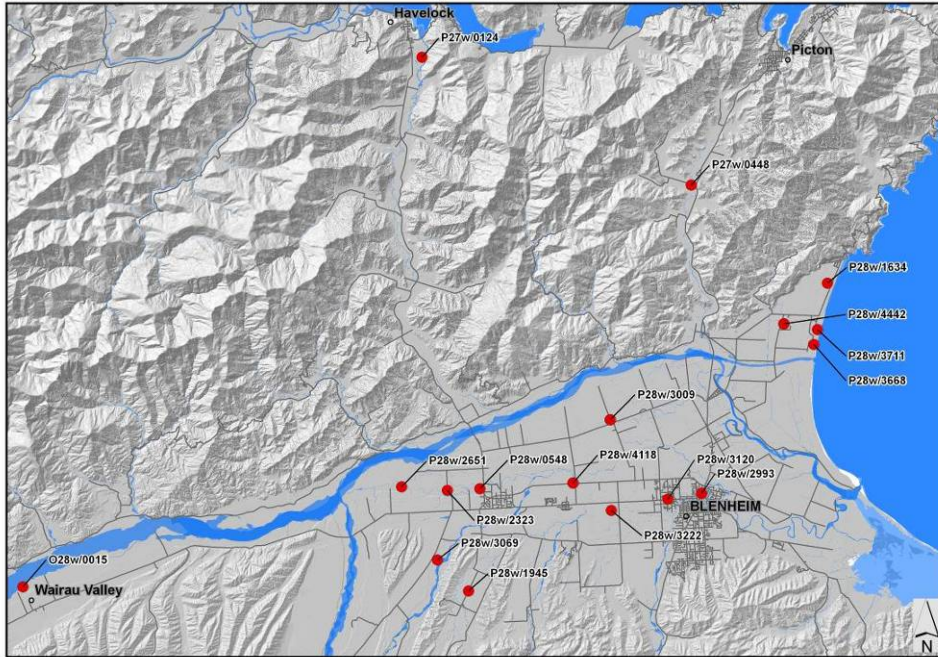 Havelock
P27w/0124
Picton
P27w/0448
P28w/1634
P28w/4442
P28w/3711
P28w/3668
P28w/3009
P28w/2651
P28w/0548
P28w/4118
P28w/3120
P28w/2993
BLENHEIM
P28w/2323
P28w/3222
P28w/3069
P28w/1945
O28w/0015
Wairau Valley
N